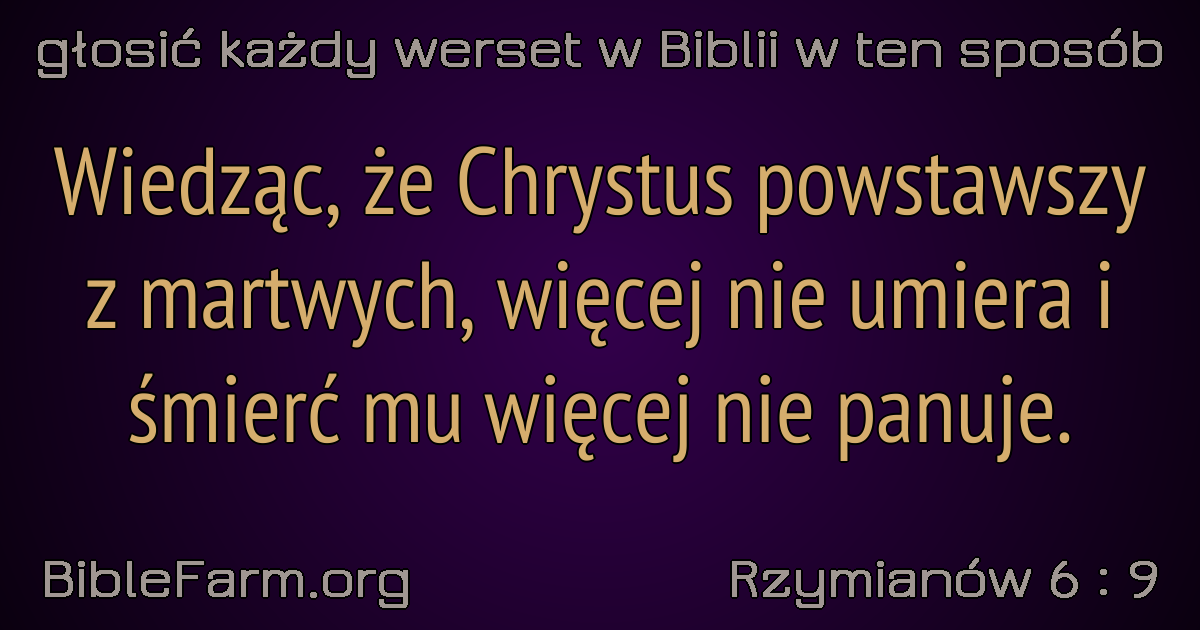 głosić każdy werset w Biblii w ten sposób
Wiedząc, że Chrystus powstawszy
z martwych, więcej nie umiera i
śmierć mu więcej nie panuje.
BibleFarm.org
Rzymianów 6 : 9